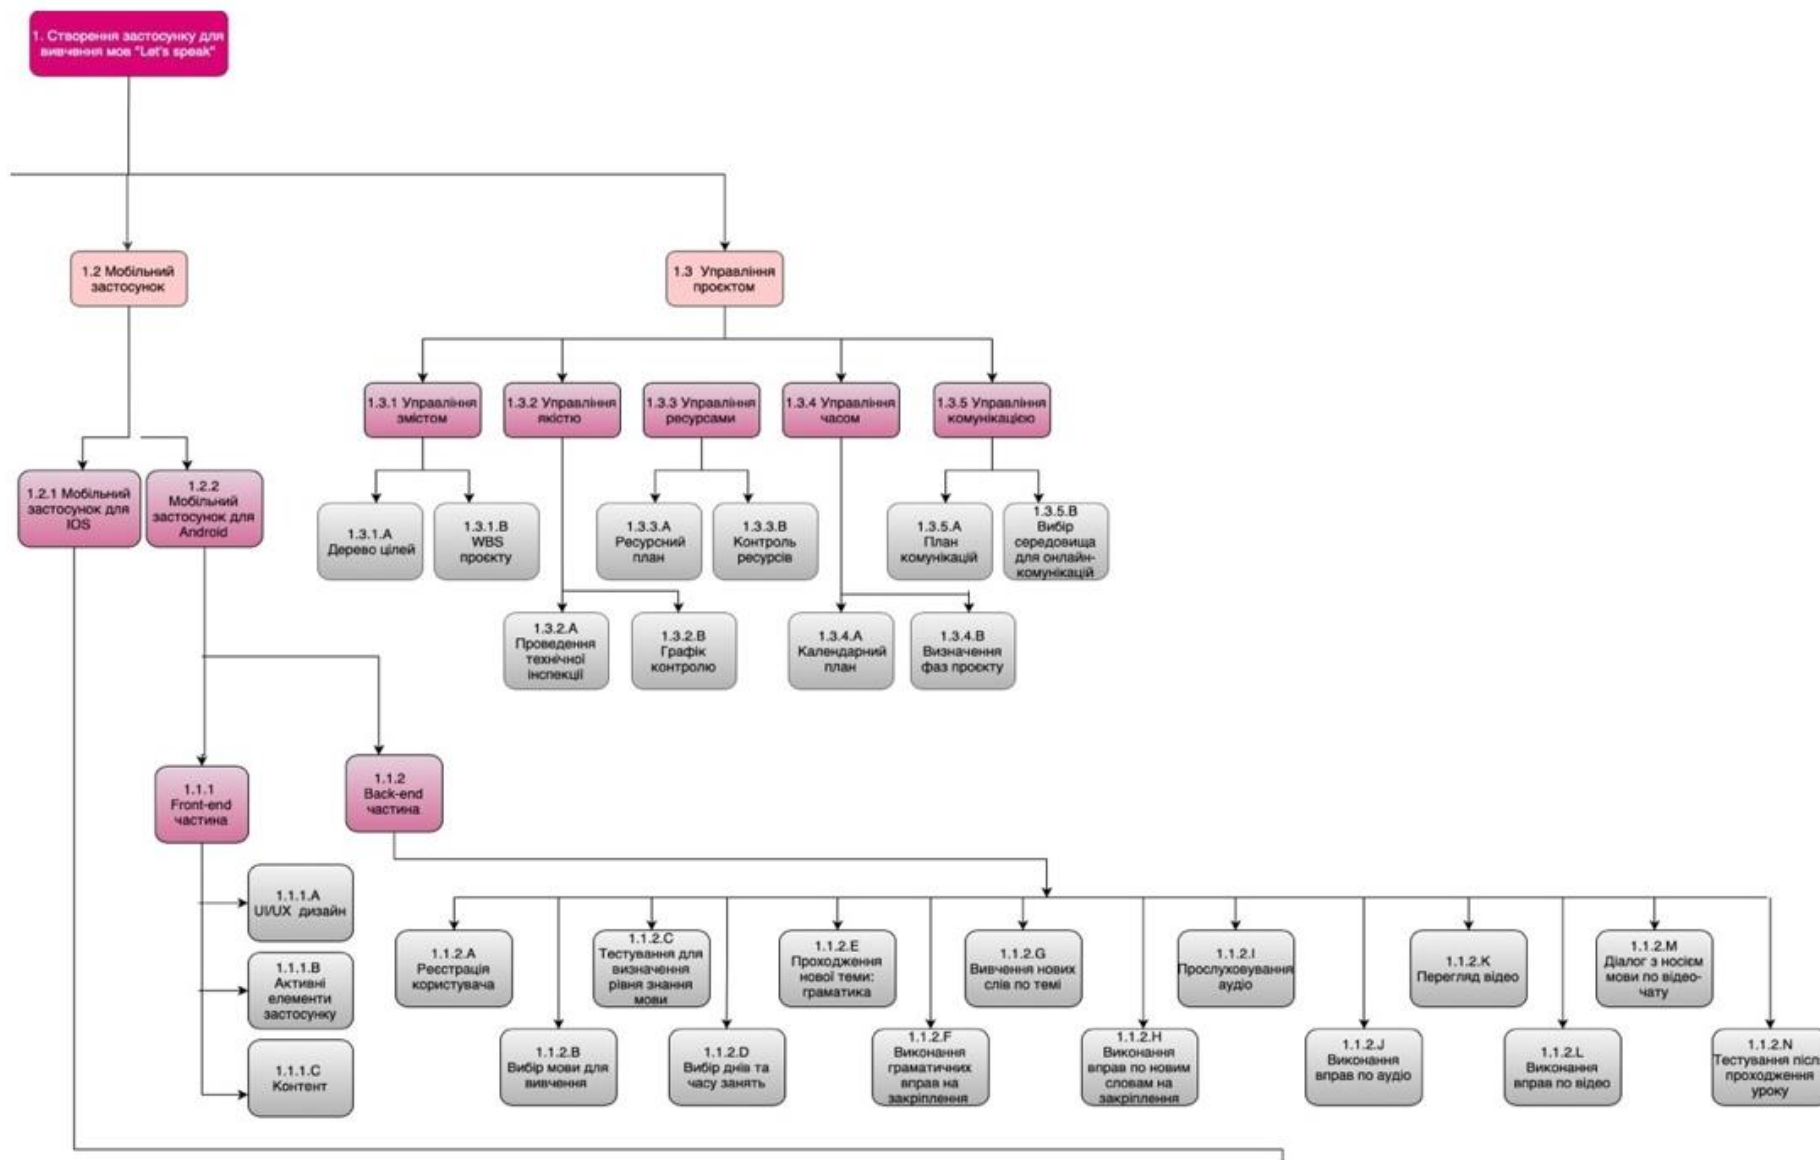 1. Створення застосунку для
вивчення мов "Let's speak"
1.2 Мобільний
застосунок
1.3 Управління
проєктом
1.3.1 Управління
змістом
1.3.2 Управління
якістю
1.3.3 Управління
ресурсами
1.3.4 Управління
часом
1.3.5 Управління
комунікацією
1.2.1 Мобільний
застосунок для
IOS
1.2.2
Мобільний
застосунок для
Android
1.3.1.A
Дерево цілей
1.3.1.B
WBS
проєкту
1.3.3.A
Ресурсний
план
1.3.3.B
Контроль
ресурсів
1.3.5.A
План
комунікацій
1.3.5.B
Вибір
середовища
для онлайн-
комунікацій
1.3.2.A
Проведення
технічної
інспекції
1.3.2.B
Графік
контролю
1.3.4.A
Календарний
план
1.3.4.B
Визначення
фаз проєкту
1.1.1
Front-end
частина
1.1.2
Back-end
частина
1.1.1.A
UI/UX дизайн
1.1.1.B
Активні
елементи
застосунку
1.1.1.C
Контент
1.1.2.A
Реєстрація
користувача
1.1.2.C
Тестування для
визначення
рівня знання
мови
1.1.2.E
Проходження
нової теми:
граматика
1.1.2.G
Вивчення нових
слів по темі
1.1.2.I
Прослуховування
аудіо
1.1.2.K
Перегляд відео
1.1.2.M
Діалог з носієм
мови по відео-
чату
1.1.2.B
Вибір мови для
вивчення
1.1.2.D
Вибір днів та
часу занять
1.1.2.F
Виконання
граматичних
вправ на
закріплення
1.1.2.H
Виконання
вправ по новим
словам на
закріплення
1.1.2.J
Виконання
вправ по аудіо
1.1.2.L
Виконання
вправ по відео
1.1.2.N
Тестування після
проходження
уроку